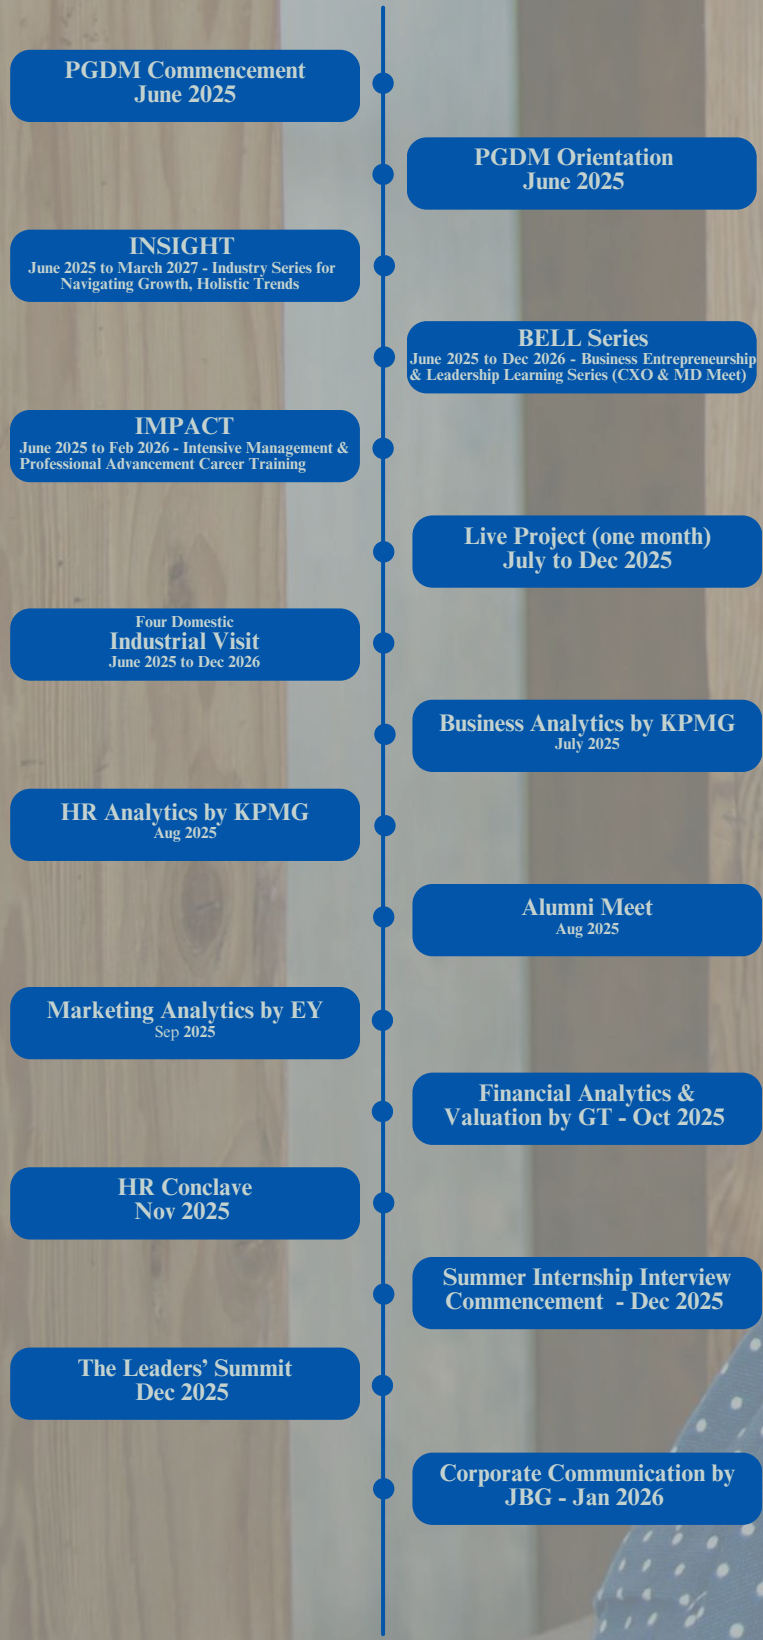 PGDM Commencement
June 2025
PGDM Orientation
June 2025
INSIGHT
June 2025 to March 2027 - Industry Series for
Navigating Growth, Holistic Trends
BELL Series
June 2025 to Dec 2026 - Business Entrepreneurship
& Leadership Learning Series (CXO & MD Meet)
IMPACT
June 2025 to Feb 2026 - Intensive Management &
Professional Advancement Career Training
Live Project (one month)
July to Dec 2025
Four Domestic
Industrial Visit
June 2025 to Dec 2026
Business Analytics by KPMG
July 2025
HR Analytics by KPMG
Aug 2025
Alumni Meet
Aug 2025
Marketing Analytics by EY
Sep 2025
Financial Analytics &
Valuation by GT - Oct 2025
HR Conclave
Nov 2025
Summer Internship Interview
Commencement  - Dec 2025
The Leaders’ Summit
Dec 2025
Corporate Communication by
JBG - Jan 2026